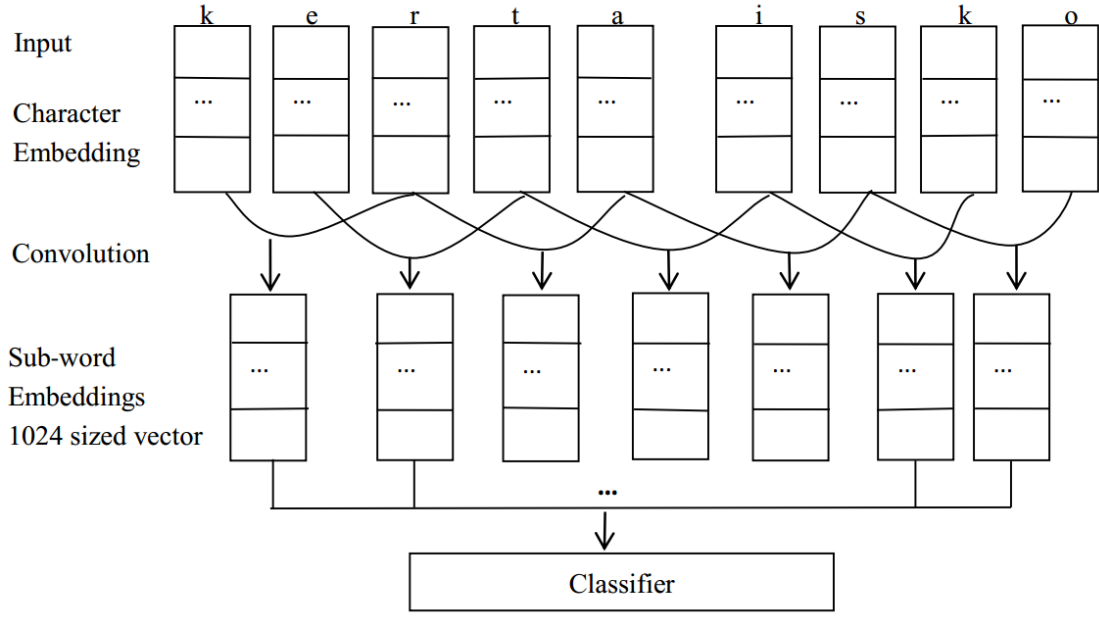 k e r t a i s k o
Input
... ... ... ... ... ... ... ... ...
Character
Embedding
Convolution
Sub-word
... ... ... ... ... ... ...
Embeddings
1024 sized vector
...
Classifier